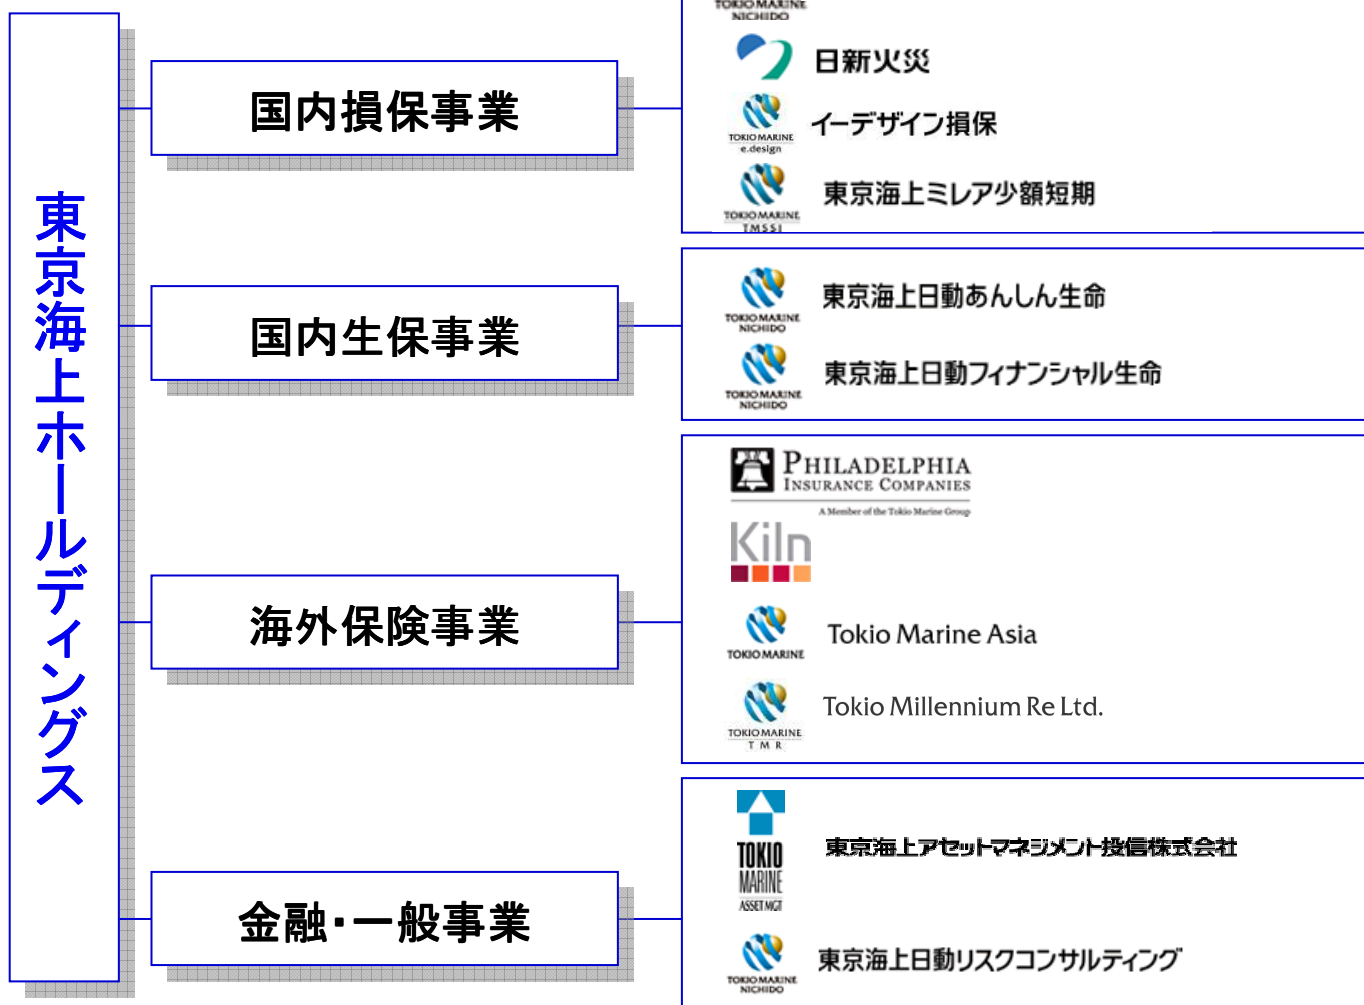 東京海上ホールディングス
国内損保事業
TOKIO MARINE
NICHIDO
日新火災
TOKIO MARINE
e.design
イーデザイン損保
TOKIO MARINE
TMSSI
東京海上ミレア少額短期
国内生保事業
TOKIO MARINE
NICHIDO
東京海上日動あんしん生命
TOKIO MARINE
NICHIDO
東京海上日動フィナンシャル生命
海外保険事業
PHILADELPHIA
INSURANCE COMPANIES
A Member of the Tokio Marine Group
Kiln
TOKIO MARINE
Tokio Marine Asia
TOKIO MARINE
T M R
Tokio Millennium Re Ltd.
金融・一般事業
TOKIO
MARINE
ASSET MGT
東京海上アセットマネジメント投信株式会社
TOKIO MARINE
NICHIDO
東京海上日動リスクコンサルティング